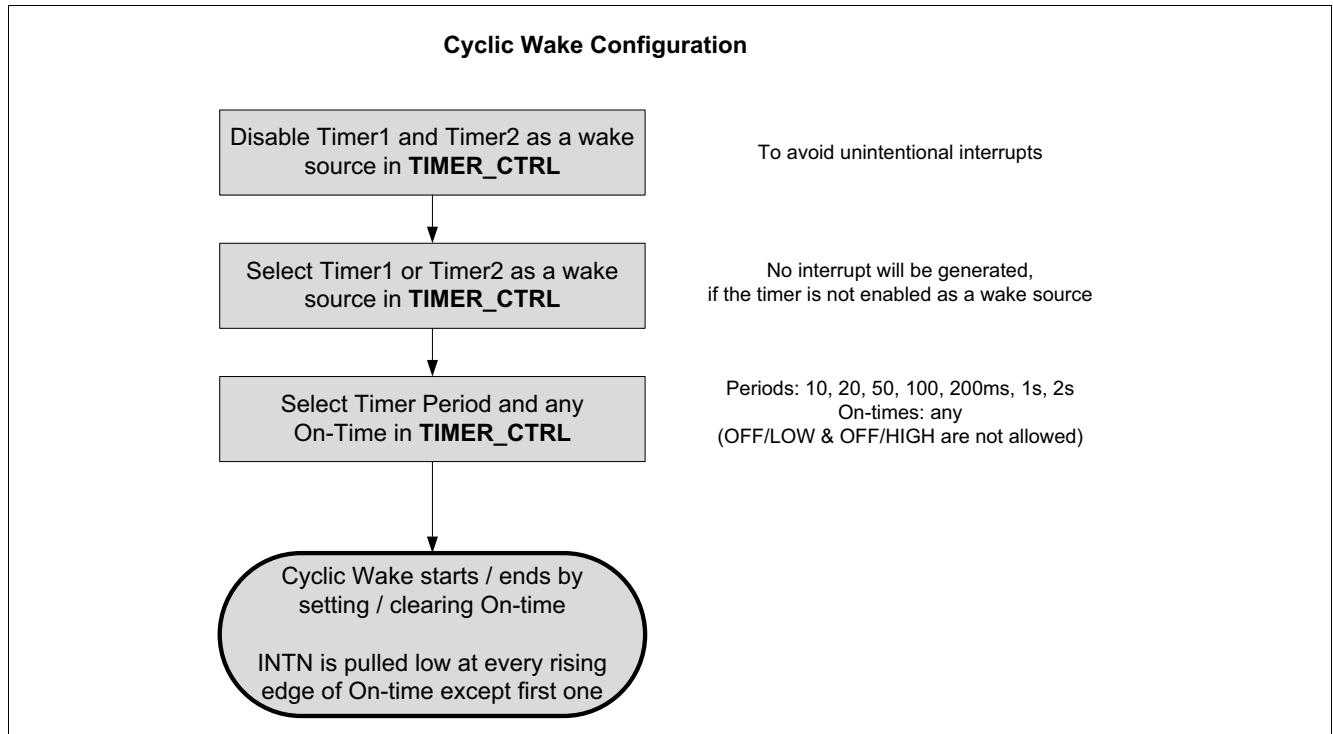 Cyclic Wake Configuration
Disable Timer1 and Timer2 as a wake
source in TIMER_CTRL
To avoid unintentional interrupts
Select Timer1 or Timer2 as a wake
source in TIMER_CTRL
No interrupt will be generated,
if the timer is not enabled as a wake source
Select Timer Period and any
On-Time in TIMER_CTRL
Periods: 10, 20, 50, 100, 200ms, 1s, 2s
On-times: any
(OFF/LOW & OFF/HIGH are not allowed)
Cyclic Wake starts / ends by
setting / clearing On-time
INTN is pulled low at every rising
edge of On-time except first one